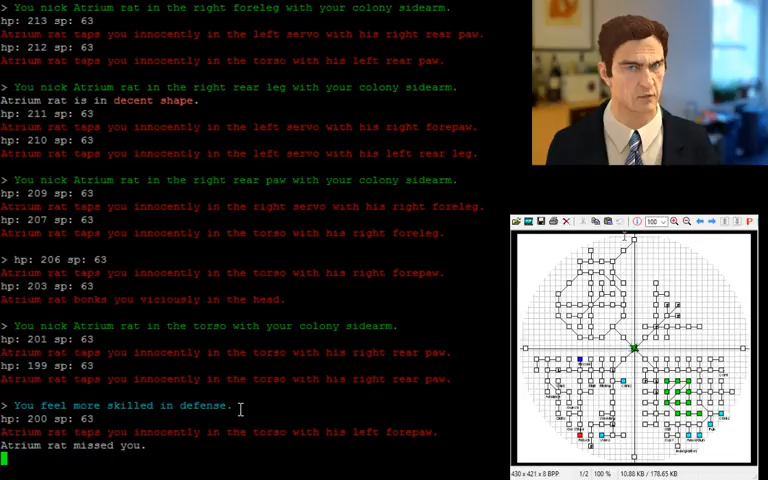 > You nick Atrium rat in the right foreleg with your colony sidearm.
hp: 213 sp: 63
Atrium rat taps you innocently in the left servo with his right rear paw.
hp: 212 sp: 63
Atrium rat taps you innocently in the torso with his left rear paw.
> You nick Atrium rat in the right rear leg with your colony sidearm.
Atrium rat is in decent shape.
hp: 211 sp: 63
Atrium rat taps you innocently in the left servo with his right forepaw.
hp: 210 sp: 63
Atrium rat taps you innocently in the left servo with his left rear leg.
> You nick Atrium rat in the right rear paw with your colony sidearm.
hp: 209 sp: 63
Atrium rat taps you innocently in the right servo with his right foreleg.
hp: 207 sp: 63
Atrium rat taps you innocently in the torso with his right foreleg.
> hp: 206 sp: 63
Atrium rat taps you innocently in the torso with his right forepaw.
hp: 203 sp: 63
Atrium rat bonks you viciously in the head.
> You nick Atrium rat in the torso with your colony sidearm.
hp: 201 sp: 63
Atrium rat taps you innocently in the torso with his right rear paw.
hp: 199 sp: 63
Atrium rat taps you innocently in the torso with his right rear paw.
> You feel more skilled in defense.
hp: 200 sp: 63
Atrium rat taps you innocently in the torso with his left forepaw.
Atrium rat missed you.
100
P
430 x 421 x 8 BPP 1/2 100 % 10.88 KB / 178.65 KB